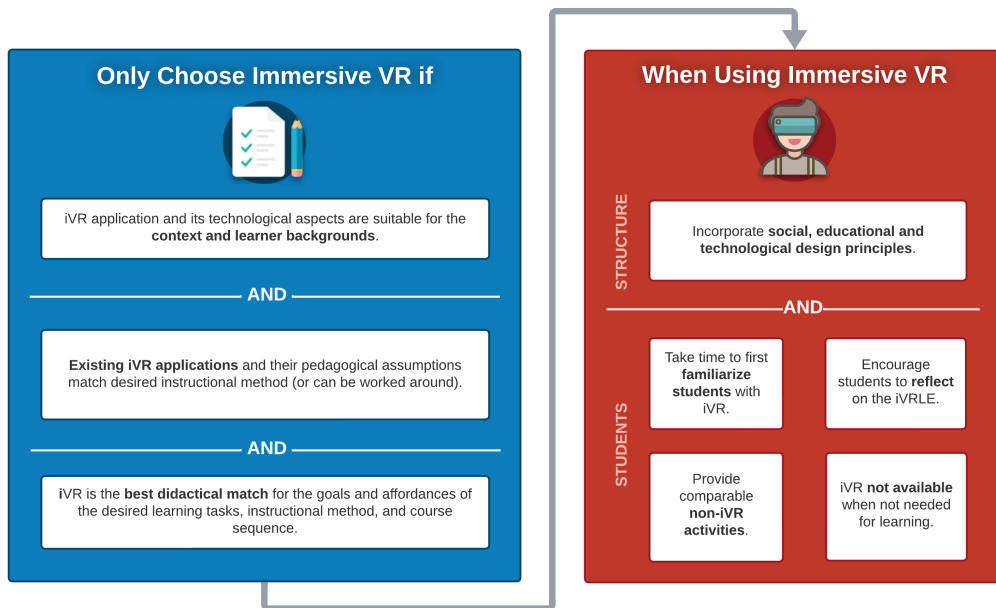 Only Choose Immersive VR if
iVR application and its technological aspects are suitable for the
context and learner backgrounds.
AND
Existing iVR applications and their pedagogical assumptions
match desired instructional method (or can be worked around).
AND
iVR is the best didactical match for the goals and affordances of
the desired learning tasks, instructional method, and course
sequence.
When Using Immersive VR
STRUCTURE
Incorporate social, educational and
technological design principles.
AND
STUDENTS
Take time to first
familiarize
students with
iVR.
Encourage
students to reflect
on the iVRLE.
Provide
comparable
non-iVR
activities.
iVR not available
when not needed
for learning.